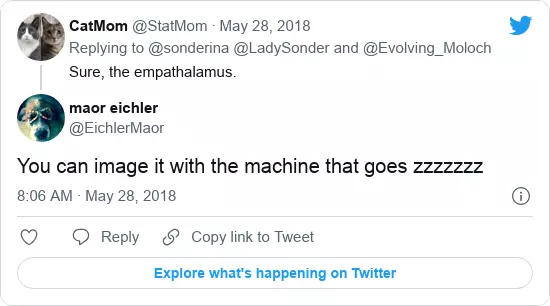 CatMom @StatMom · May 28, 2018
Replying to @sonderina @LadySonder and @Evolving_Moloch
Sure, the empathalamus.
maor eichler
@EichlerMaor
You can image it with the machine that goes zzzzzzz
8:06 AM · May 28, 2018
Reply
Copy link to Tweet
Explore what's happening on Twitter